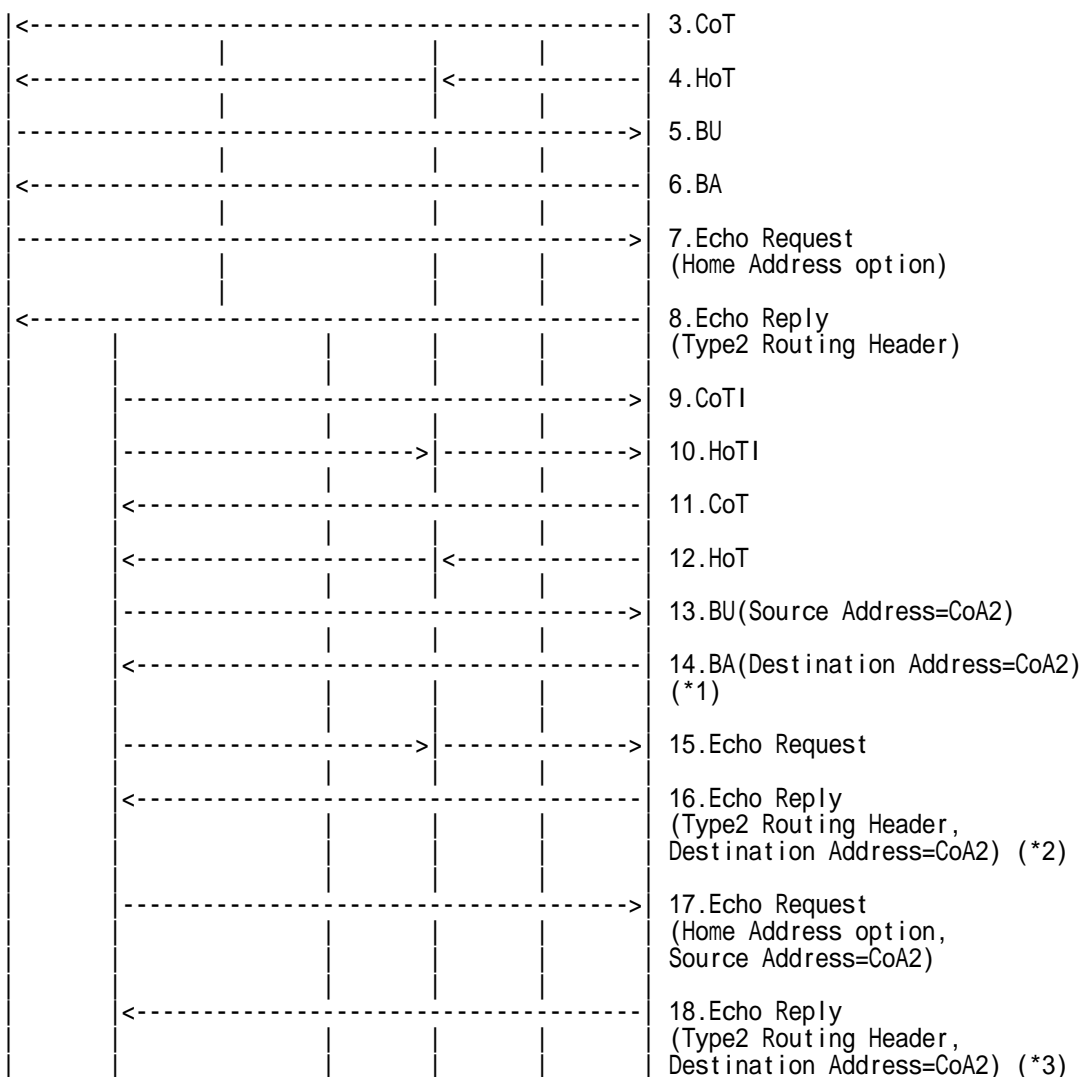 3.CoT
4.HoT
5.BU
6.BA
7.Echo Request
(Home Address option)
8.Echo Reply
(Type2 Routing Header)
9.CoTI
10.HoTI
11.CoT
12.HoT
13.BU(Source Address=CoA2)
14.BA(Destination Address=CoA2)
(*1)
15.Echo Request
16.Echo Reply
(Type2 Routing Header,
Destination Address=CoA2) (*2)
17.Echo Request
(Home Address option,
Source Address=CoA2)
18.Echo Reply
(Type2 Routing Header,
Destination Address=CoA2) (*3)